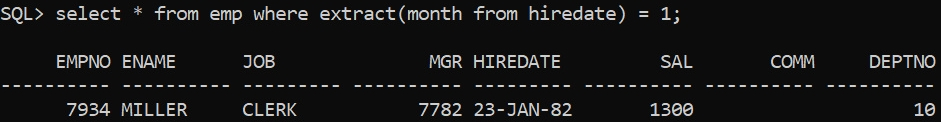 SQL> select * from emp where extract(month from hiredate) = 1;
     EMPNO ENAME      JOB              MGR HIREDATE         SAL       COMM     DEPTNO
---------- ---------- --------- ---------- --------- ---------- ---------- ----------
      7934 MILLER     CLERK           7782 23-JAN-82       1300                    10